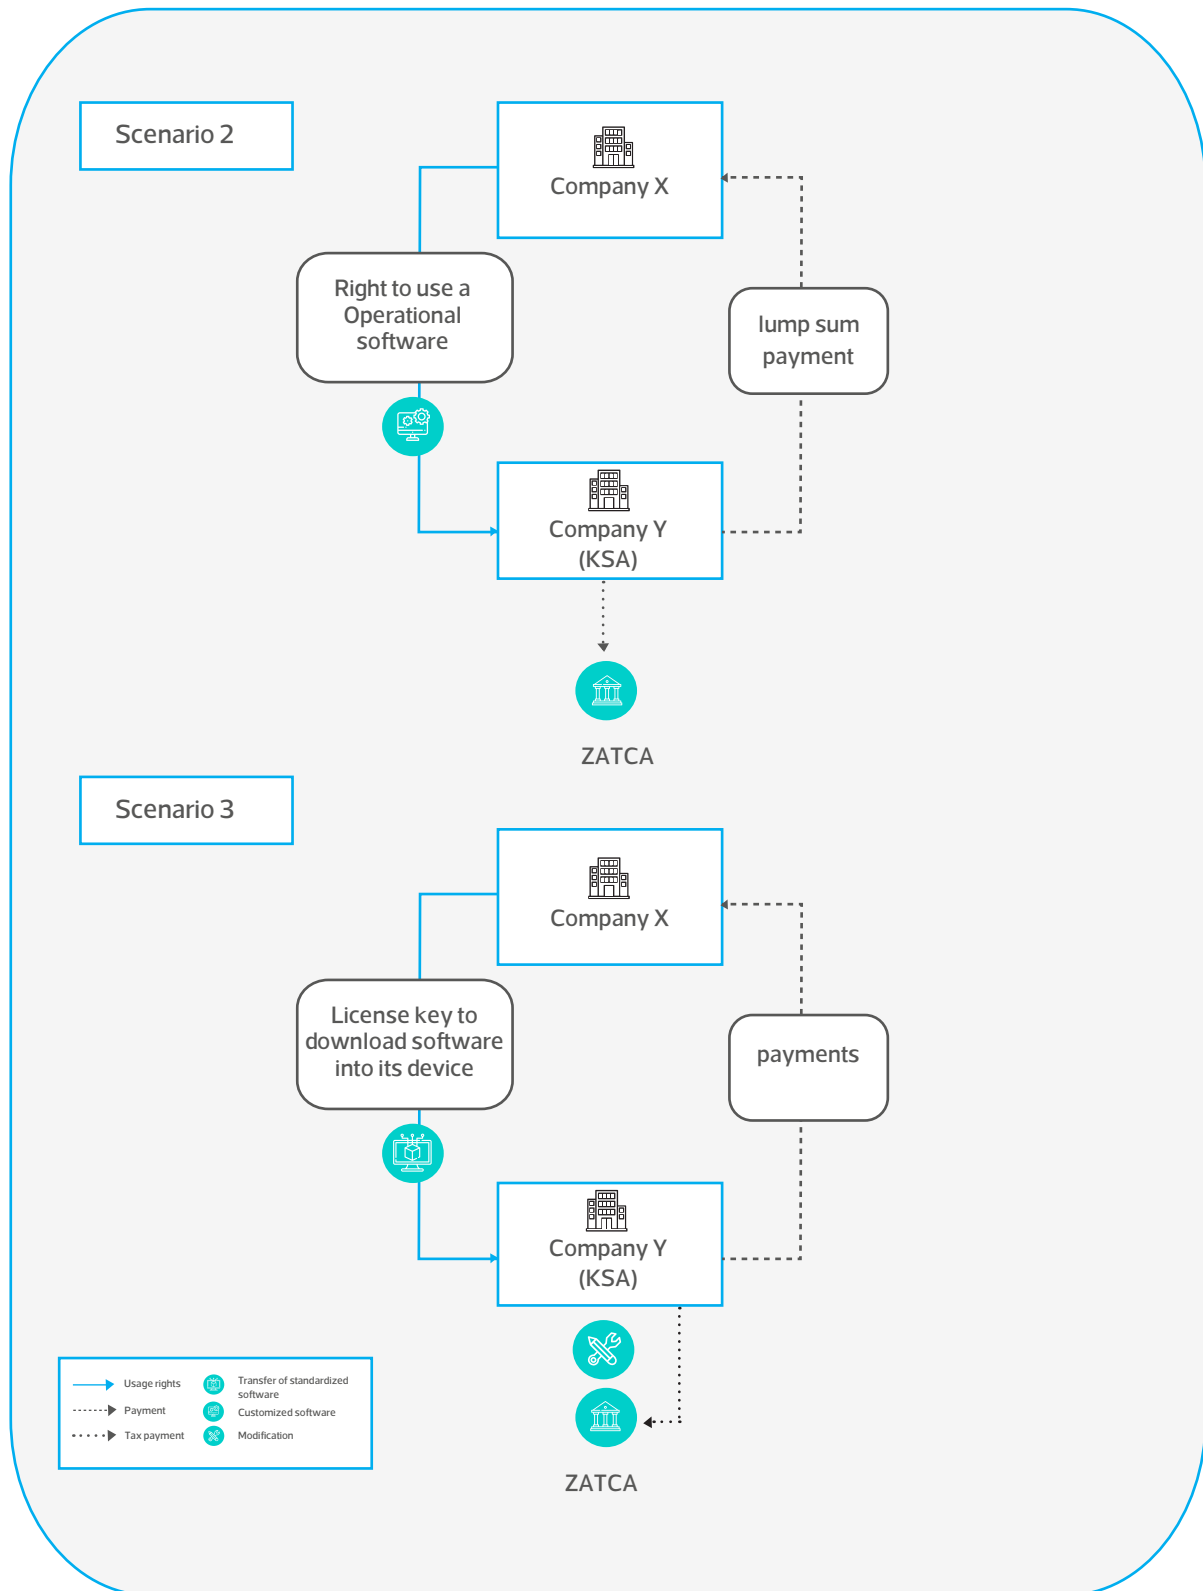 Scenario 2
Company X
Right to use a
Operational
software
lump sum
payment
Company Y
(KSA)
ZATCA
Scenario 3
Company X
License key to
download software
into its device
payments
Company Y
(KSA)
Usage rights
Transfer of standardized
software
Payment
Customized software
Tax payment
Modification
ZATCA